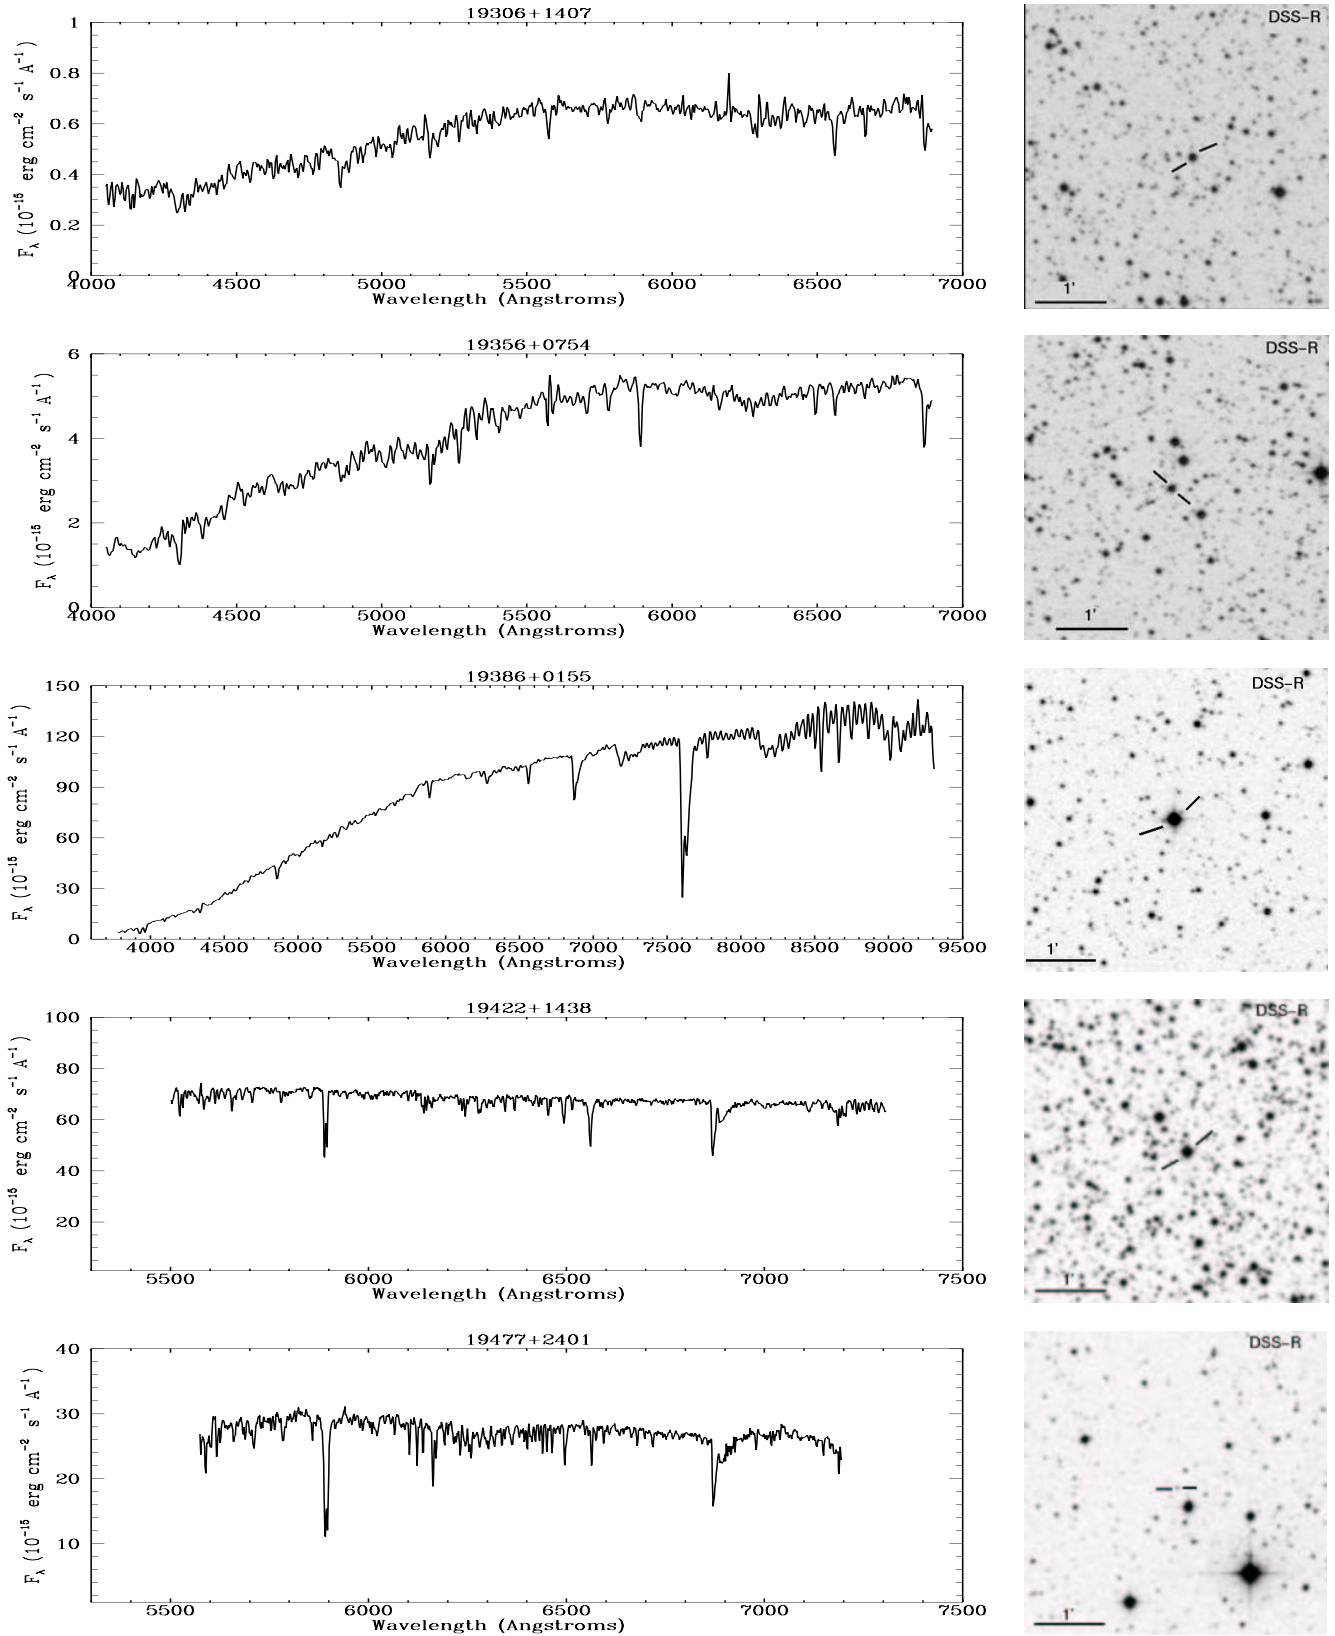 19306+1407
DSS-R
1
0.8
0.6
0.4
0.2
0
F_λ (10^-15 erg cm^-2 s^-1 A^-1)
4000 4500 5000 5500 6000 6500 7000
Wavelength (Angstroms)
1'
19356+0754
DSS-R
6
4
2
0
F_λ (10^-15 erg cm^-2 s^-1 A^-1)
4000 4500 5000 5500 6000 6500 7000
Wavelength (Angstroms)
1'
19386+0155
DSS-R
150
120
90
60
30
0
F_λ (10^-15 erg cm^-2 s^-1 A^-1)
4000 4500 5000 5500 6000 6500 7000 7500 8000 8500 9000 9500
Wavelength (Angstroms)
1'
19422+1438
DSS-R
100
80
60
40
20
F_λ (10^-15 erg cm^-2 s^-1 A^-1)
5500 6000 6500 7000 7500
Wavelength (Angstroms)
1'
19477+2401
DSS-R
40
30
20
10
F_λ (10^-15 erg cm^-2 s^-1 A^-1)
5500 6000 6500 7000 7500
Wavelength (Angstroms)
1'